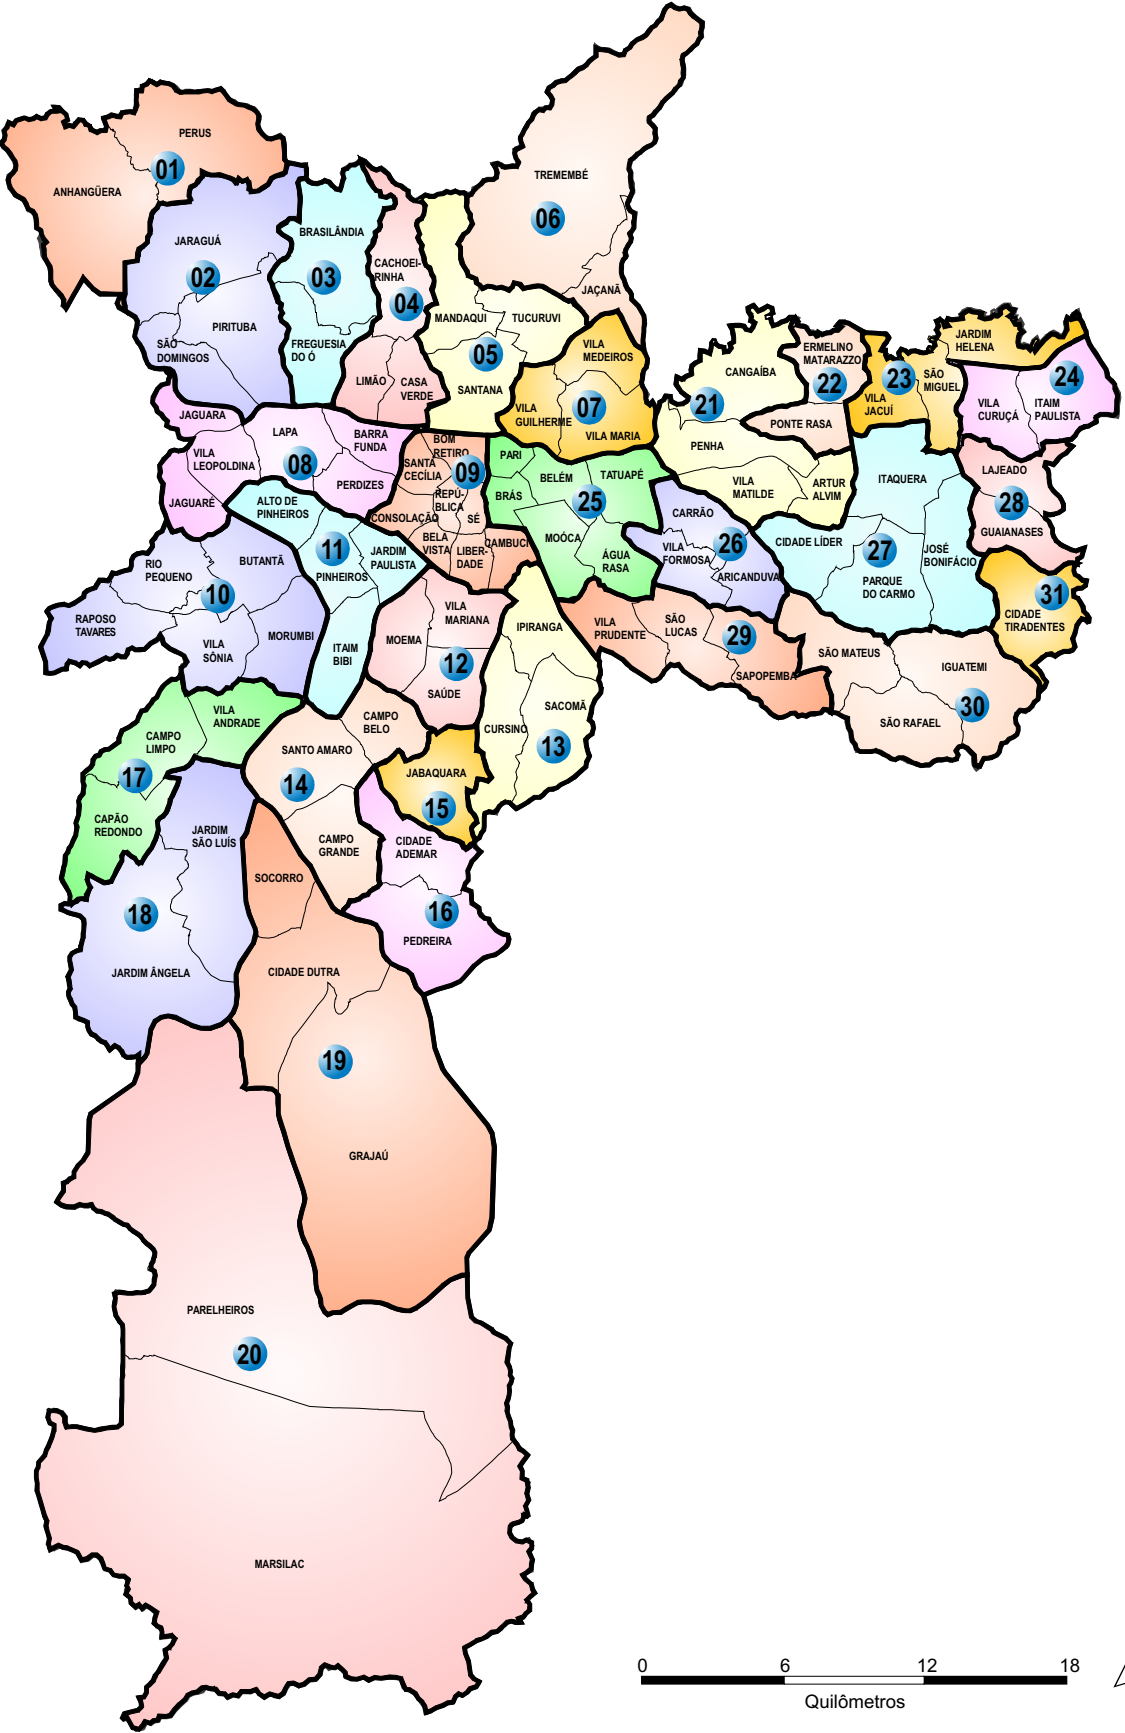 PERUS
01
ANHANGÜERA
TREMEMBÉ
06
JAÇANÃ
JARAGUÁ
02
PIRITUBA
SÃO
DOMINGOS
BRASILÂNDIA
03
FREGUESIA
DO Ó
CACHOEI-
RINHA
04
LIMÃO
CASA
VERDE
MANDAQUI
TUCURUVI
05
SANTANA
VILA
MEDEIROS
07
VILA
GUILHERME
VILA MARIA
CANGAÍBA
21
PENHA
VILA
MATILDE
ARTUR
ALVIM
ERMELINO
MATARAZZO
22
PONTE RASA
23
VILA
JACUÍ
SÃO
MIGUEL
JARDIM
HELENA
24
VILA
CURUÇÁ
ITAIM
PAULISTA
JAGUARA
LAPA
BARRA
FUNDA
VILA
LEOPOLDINA
08
PERDIZES
JAGUARÉ
BOM
RETIRO
SANTA
CECÍLIA
09
REPÚ-
BLICA
CONSOLAÇÃO
SÉ
BELA
VISTA
LIBER-
DADE
CAMBUCI
PARI
BELÉM
TATUAPÉ
BRÁS
25
MOÓCA
ÁGUA
RASA
CARRÃO
26
VILA
FORMOSA
ARICANDUVA
ITAQUERA
CIDADE LÍDER
27
JOSÉ
BONIFÁCIO
PARQUE
DO CARMO
LAJEADO
28
GUAIANASES
31
CIDADE
TIRADENTES
ALTO DE
PINHEIROS
11
PINHEIROS
JARDIM
PAULISTA
ITAIM
BIBI
RIO
PEQUENO
BUTANTÃ
10
RAPOSO
TAVARES
VILA
SÔNIA
MORUMBI
MOEMA
VILA
MARIANA
12
SAÚDE
IPIRANGA
SACOMÃ
CURSINO
13
VILA
PRUDENTE
SÃO
LUCAS
29
SAPOPEMBA
SÃO MATEUS
IGUATEMI
SÃO RAFAEL
30
VILA
ANDRADE
CAMPO
LIMPO
17
CAPÃO
REDONDO
CAMPO
BELO
SANTO AMARO
14
CAMPO
GRANDE
JABAQUARA
15
CIDADE
ADEMAR
16
PEDREIRA
JARDIM
SÃO LUÍS
18
JARDIM ÂNGELA
SOCORRO
CIDADE DUTRA
19
GRAJAÚ
PARELHEIROS
20
MARSILAC
0 6 12 18
Quilômetros